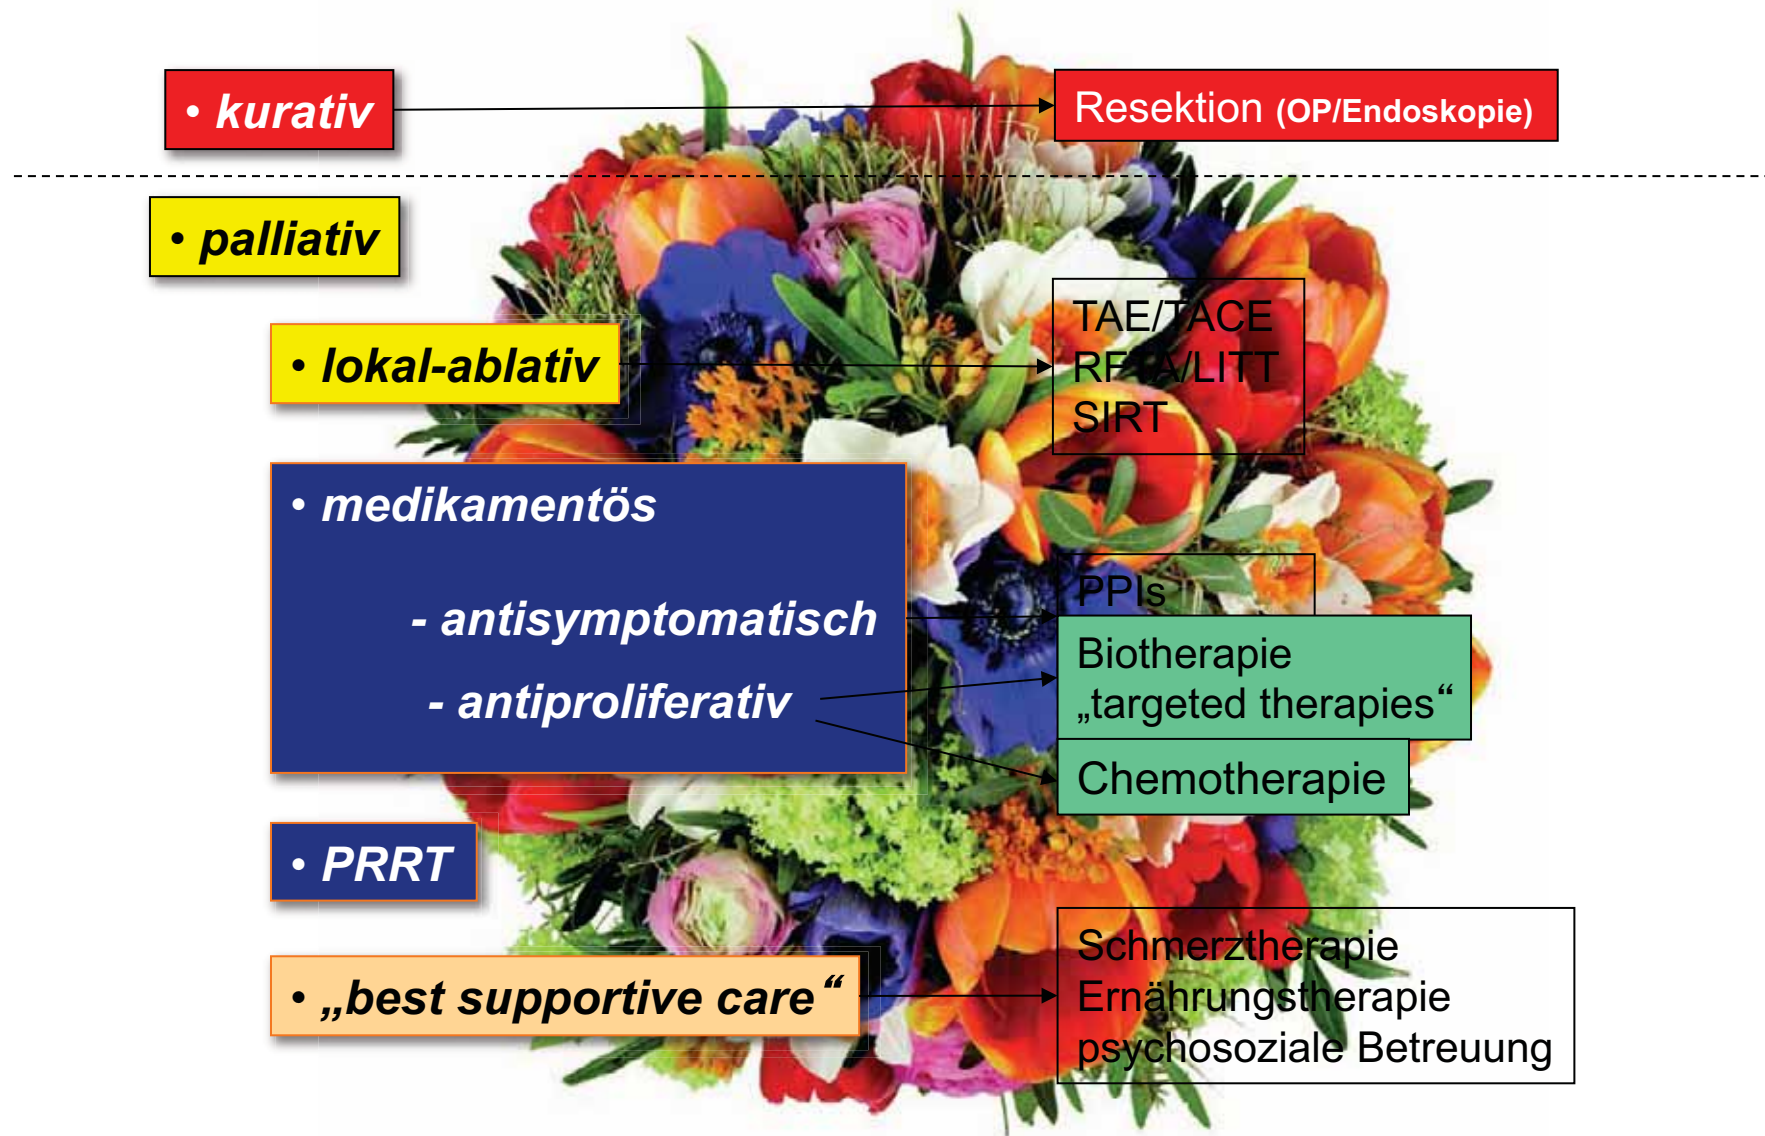 • kurativ
Resektion (OP/Endoskopie)
• palliativ
• lokal-ablativ
TAE/TACE
RFTA/LITT
SIRT
• medikamentös
- antisymptomatisch
- antiproliferativ
PPIs
Biotherapie
„targeted therapies“
Chemotherapie
• PRRT
• „best supportive care“
Schmerztherapie
Ernährungstherapie
psychosoziale Betreuung